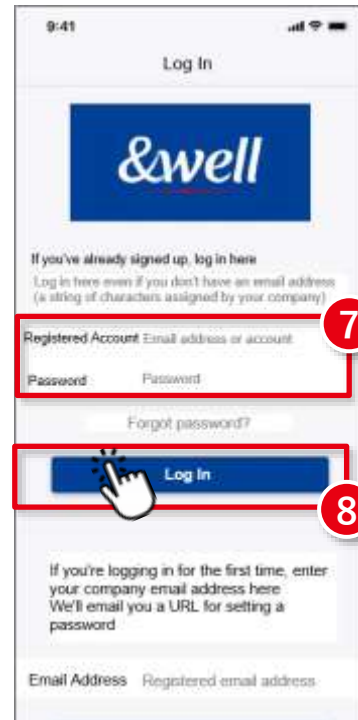 9:41
Log In
&well
If you've already signed up, log in here
Log in here even if you don't have an email address
(a string of characters assigned by your company)
7
Registered Account Email address or account
Password Password
Forgot password?
Log In
8
If you're logging in for the first time, enter
your company email address here
We'll email you a URL for setting a
password
Email Address Registered email address